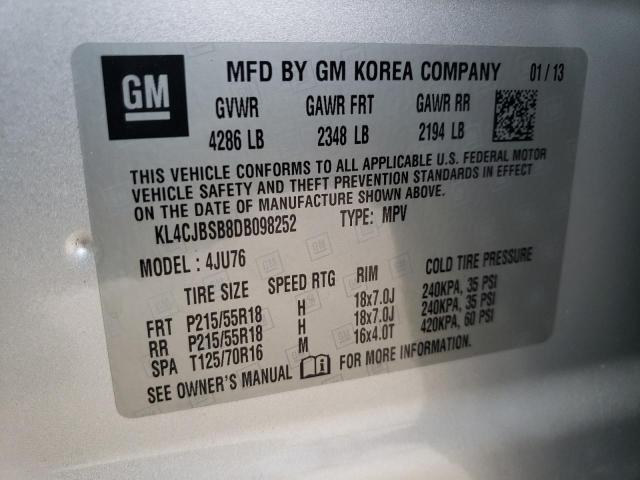 GM
MFD BY GM KOREA COMPANY 01/13
GVWR GAWR FRT GAWR RR
4286 LB 2348 LB 2194 LB
THIS VEHICLE CONFORMS TO ALL APPLICABLE U.S. FEDERAL MOTOR
VEHICLE SAFETY AND THEFT PREVENTION STANDARDS IN EFFECT
ON THE DATE OF MANUFACTURE SHOWN ABOVE.
KL4CJBSB8DB098252 TYPE: MPV
MODEL: 4JU76
TIRE SIZE SPEED RTG RIM COLD TIRE PRESSURE
FRT P215/55R18 H 18x7.0J 240KPA, 35 PSI
RR P215/55R18 H 18x7.0J 240KPA, 35 PSI
SPA T125/70R16 M 16x4.0T 420KPA, 60 PSI
SEE OWNER'S MANUAL FOR MORE INFORMATION.